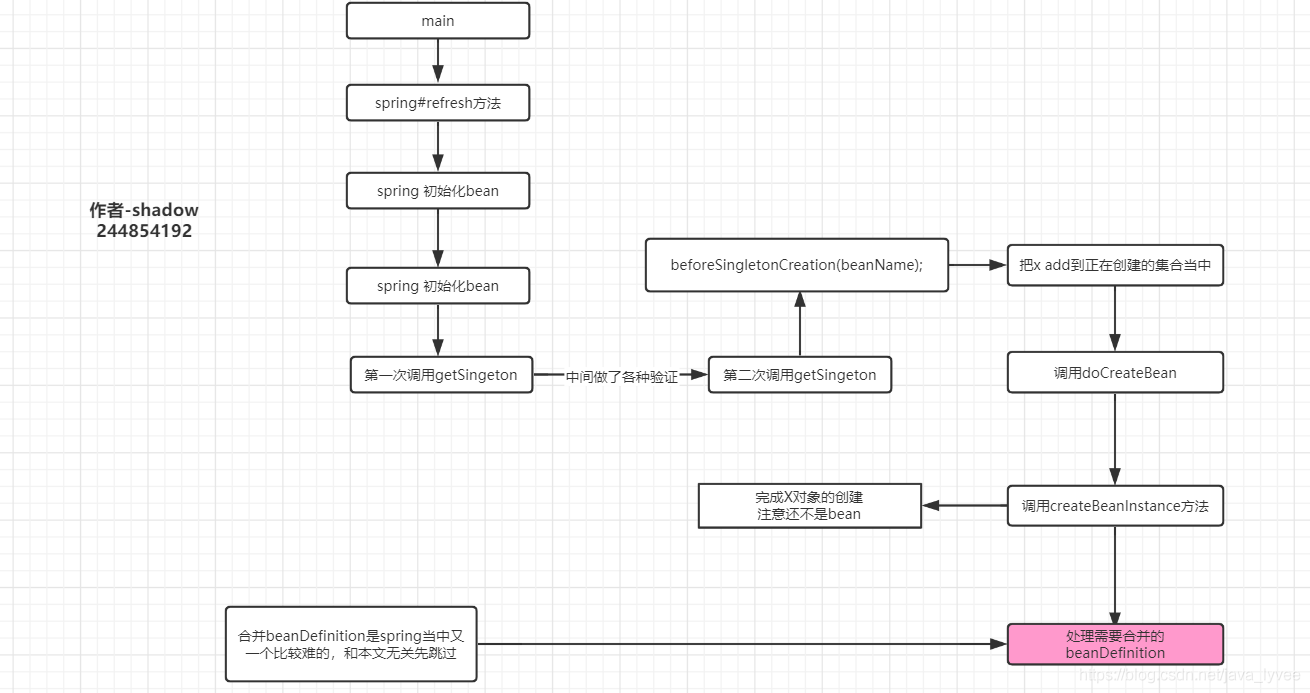 main
spring#refresh方法
spring 初始化bean
作者-shadow
244854192
spring 初始化bean
第一次调用getSingeton
中间做了各种验证
第二次调用getSingeton
beforeSingletonCreation(beanName);
把x add到正在创建的集合当中
调用doCreateBean
调用createBeanInstance方法
完成X对象的创建
注意还不是bean
合并beanDefinition是spring当中又
一个比较难的，和本文无关先跳过
处理需要合并的
beanDefinition
https://blog.csdn.net/java_lyvee